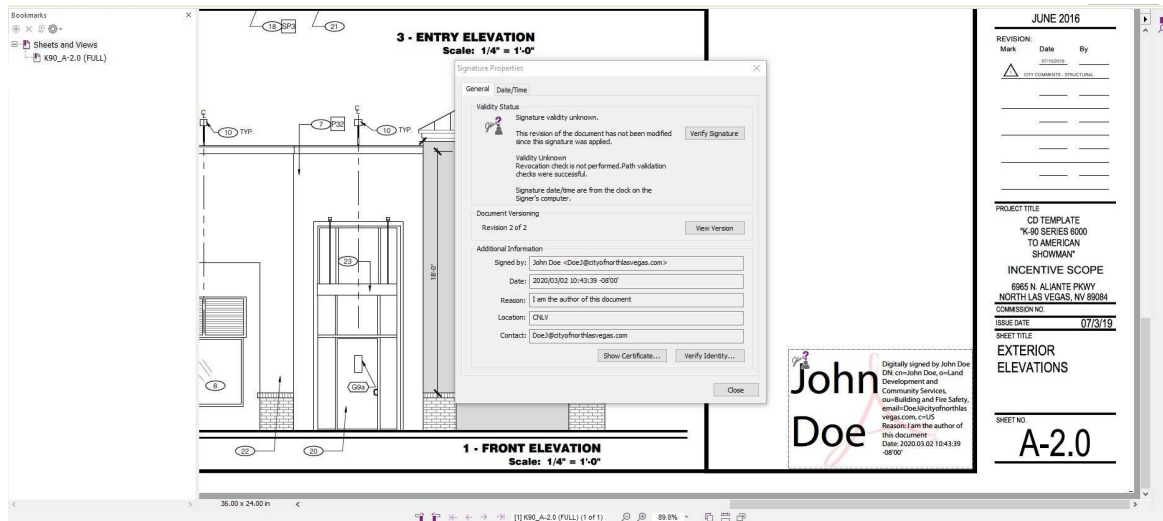 Bookmarks
Sheets and Views
K90_A-2.0 (FULL)
18 SP3
21
3 - ENTRY ELEVATION
Scale: 1/4" = 1'-0"
10 TYP.
7 P32
10 TYP.
23
18'-0"
8
G9a
22
20
1 - FRONT ELEVATION
Scale: 1/4" = 1'-0"
Signature Properties
General
Date/Time
Validity Status
Signature validity unknown.
This revision of the document has not been modified
since this signature was applied.
Verify Signature
Validity Unknown
Revocation check is not performed.Path validation
checks were successful.
Signature date/time are from the clock on the
Signer's computer.
Document Versioning
Revision 2 of 2
View Version
Additional Information
Signed by: John Doe <DoeJ@cityofnorthlasvegas.com>
Date: 2020/03/02 10:43:39 -08'00'
Reason: I am the author of this document
Location: CNLV
Contact: DoeJ@cityofnorthlasvegas.com
Show Certificate...
Verify Identity...
Close
John
Doe
Digitally signed by John Doe
DN: cn=John Doe, o=Land
Development and
Community Services,
ou=Building and Fire Safety,
email=DoeJ@cityofnorthlas
vegas.com, c=US
Reason: I am the author of
this document
Date: 2020.03.02 10:43:39
-08'00'
JUNE 2016
REVISION:
Mark Date By
07/10/2019
CITY COMMENTS - STRUCTURAL
PROJECT TITLE
CD TEMPLATE
"K-90 SERIES 6000
TO AMERICAN
SHOWMAN"
INCENTIVE SCOPE
6965 N. ALIANTE PKWY
NORTH LAS VEGAS, NV 89084
COMMISSION NO.
ISSUE DATE 07/3/19
SHEET TITLE
EXTERIOR
ELEVATIONS
SHEET NO.
A-2.0
36.00 x 24.00 in
[1] K90_A-2.0 (FULL) (1 of 1)
89.8%